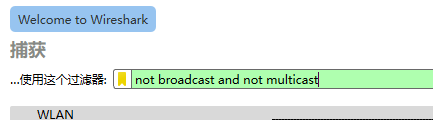 Welcome to Wireshark
捕获
…使用这个过滤器: not broadcast and not multicast
WLAN